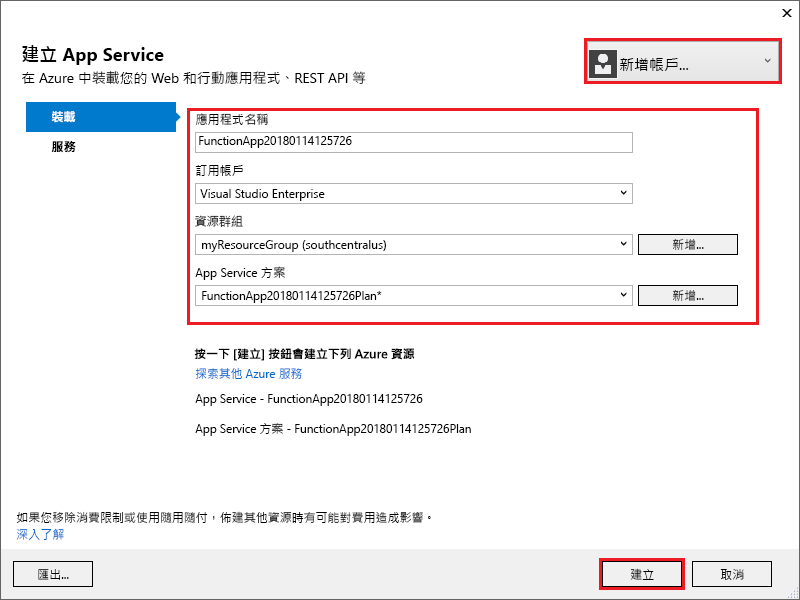 建立 App Service
在 Azure 中裝載您的 Web 和行動應用程式、REST API 等
新增帳戶...
裝載
服務
應用程式名稱
FunctionApp20180114125726
訂用帳戶
Visual Studio Enterprise
資源群組
myResourceGroup (southcentralus)
新增...
App Service 方案
FunctionApp20180114125726Plan*
新增...
按一下 [建立] 按鈕會建立下列 Azure 資源
探索其他 Azure 服務
App Service - FunctionApp20180114125726
App Service 方案 - FunctionApp20180114125726Plan
如果您移除消費限制或使用隨用隨付，佈建其他資源時有可能對費用造成影響。
深入了解
匯出...
建立
取消